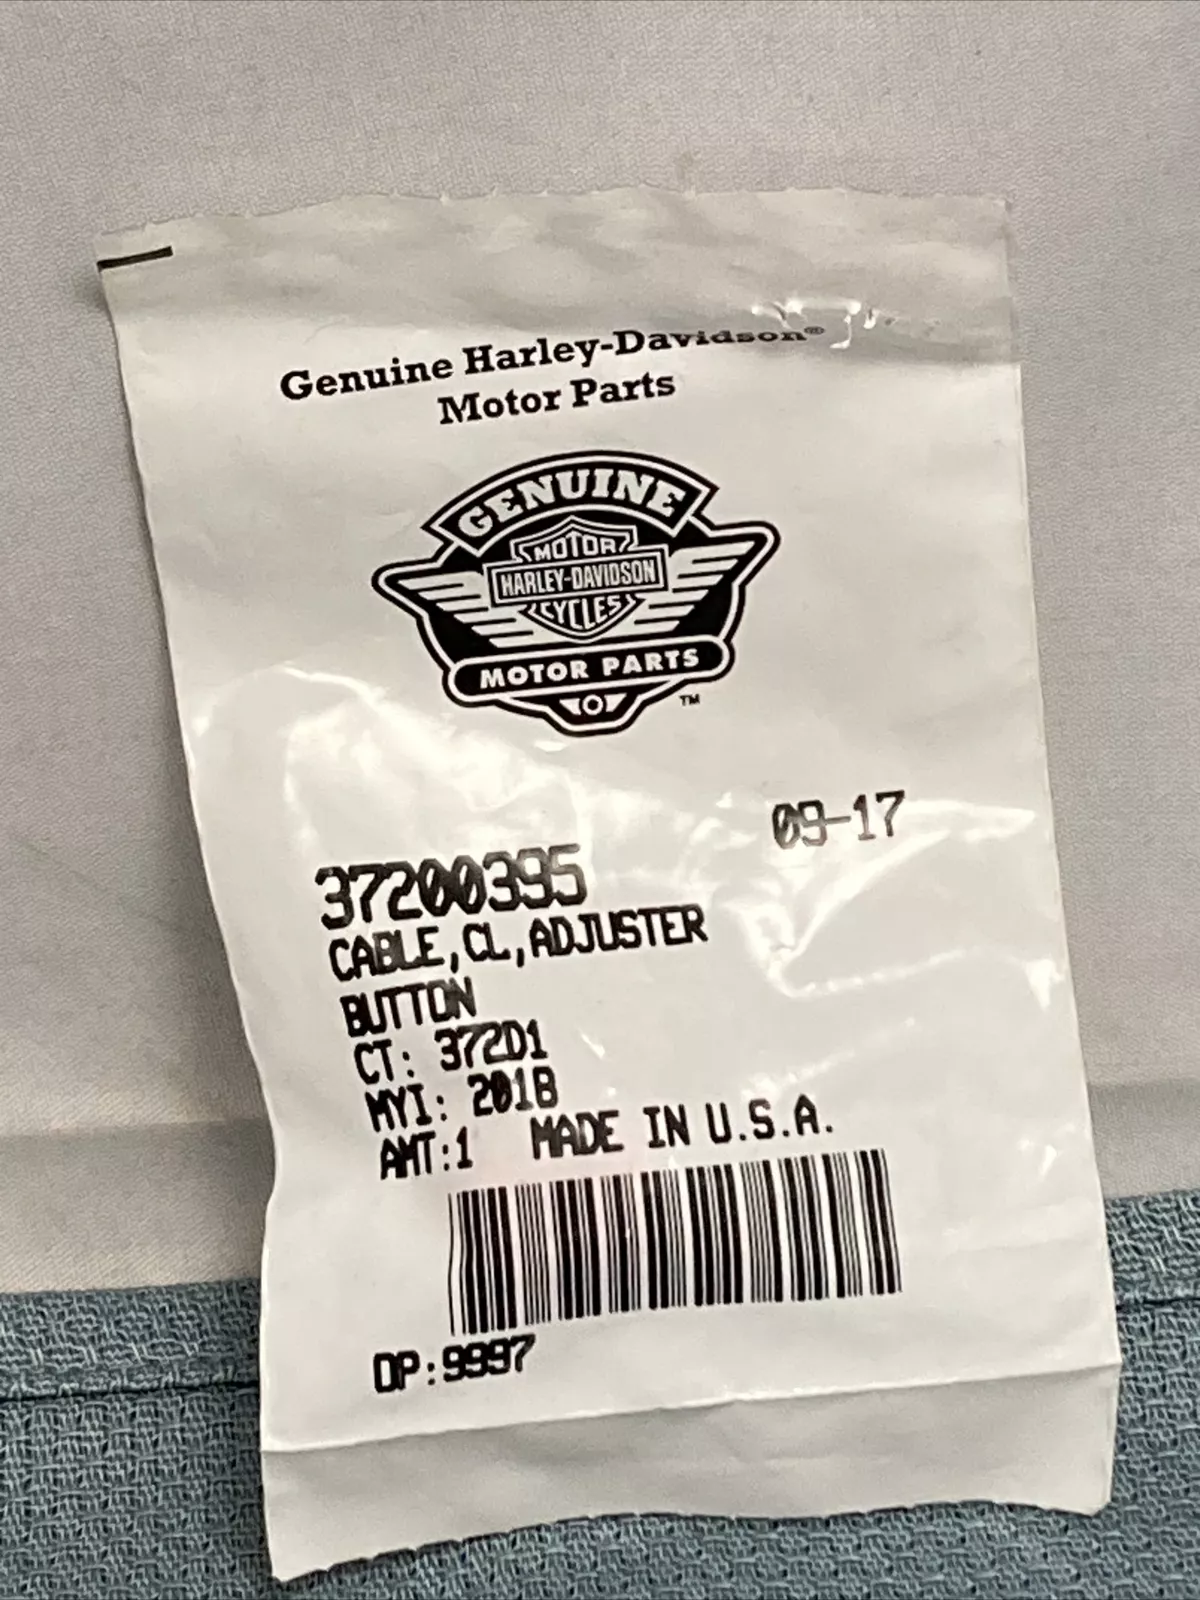 Genuine Harley-Davidson®
Motor Parts
GENUINE
MOTOR
HARLEY-DAVIDSON
CYCLES
MOTOR PARTS
TM
09-17
37200395
CABLE,CL,ADJUSTER
BUTTON
CT: 372D1
MYI: 2018
AMT:1 MADE IN U.S.A.
OP:9997